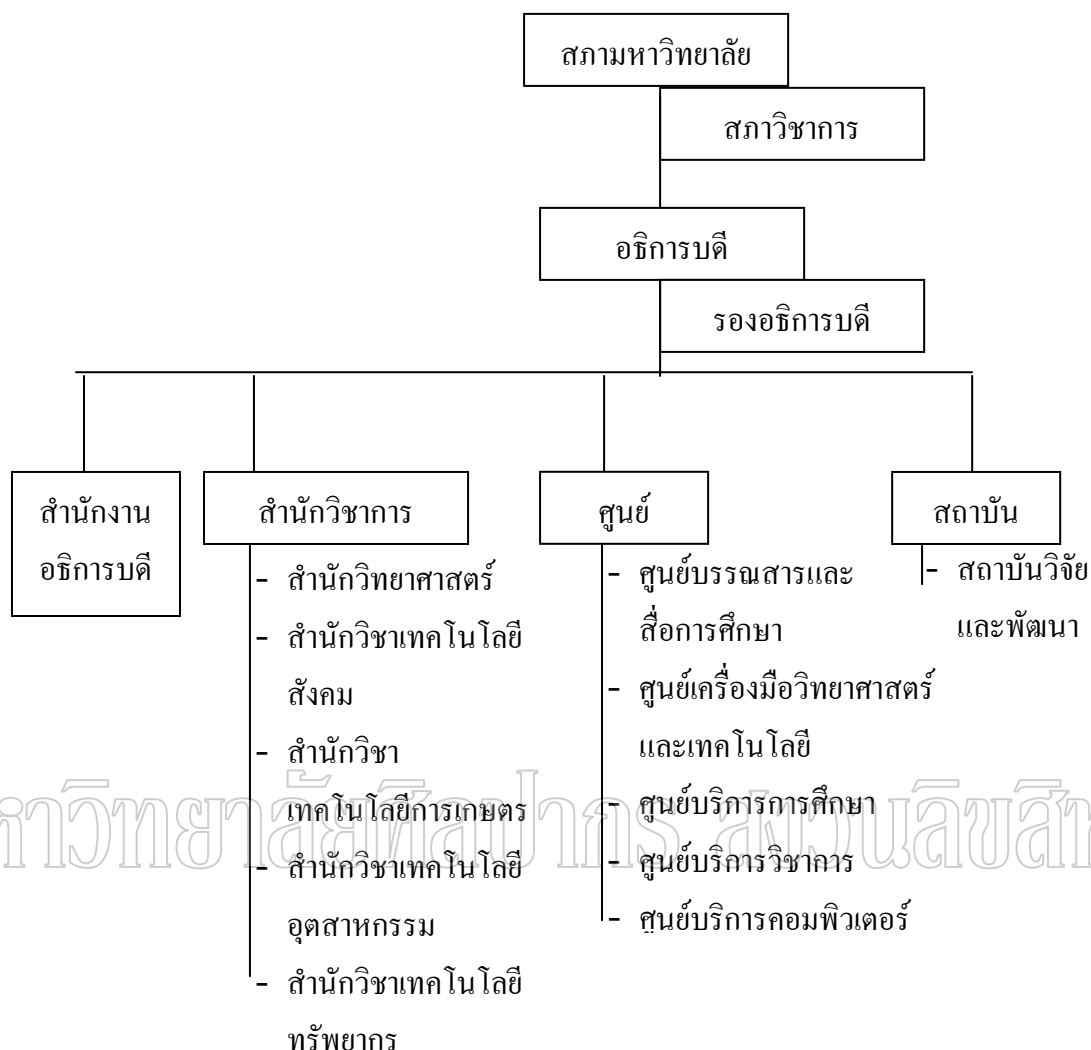 สภามหาวิทยาลัย
สภาวิชาการ
อธิการบดี
รองอธิการบดี
สำนักงาน
อธิการบดี
สำนักวิชาการ
- สำนักวิทยาศาสตร์
- สำนักวิชาเทคโนโลยี
สังคม
- สำนักวิชา
เทคโนโลยีการเกษตร
- สำนักวิชาเทคโนโลยี
อุตสาหกรรม
- สำนักวิชาเทคโนโลยี
ทรัพยากร
ศูนย์
- ศูนย์บรรณสารและ
สื่อการศึกษา
- ศูนย์เครื่องมือวิทยาศาสตร์
และเทคโนโลยี
- ศูนย์บริการการศึกษา
- ศูนย์บริการวิชาการ
- ศูนย์บริการคอมพิวเตอร์
สถาบัน
- สถาบันวิจัย
และพัฒนา